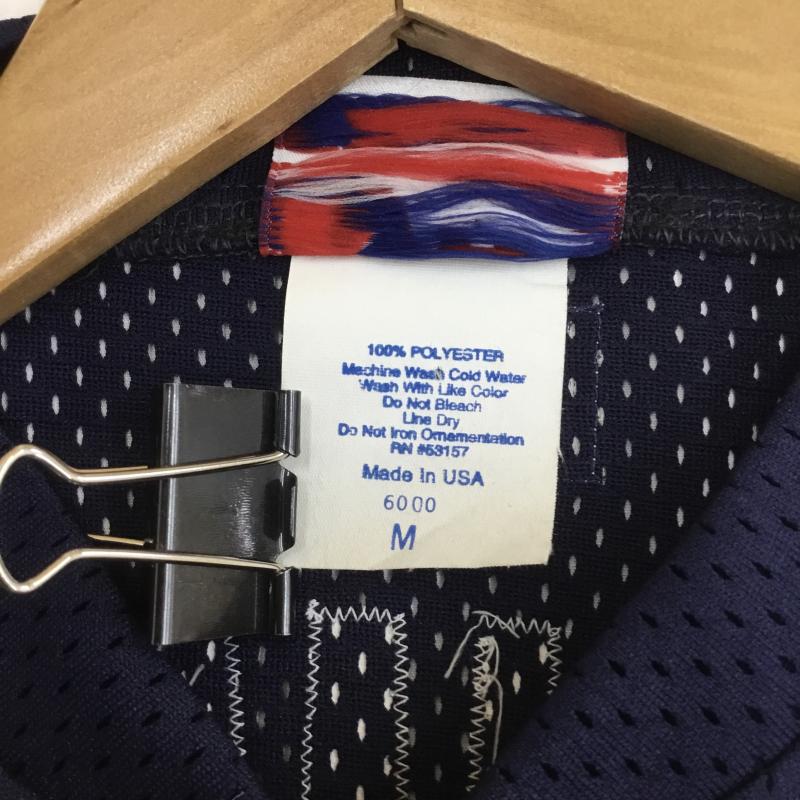 100% POLYESTER
Machine Wash Cold Water
Wash With Like Color
Do Not Bleach
Line Dry
Do Not Iron Ornamentation
RN #53157
Made In USA
6000
M